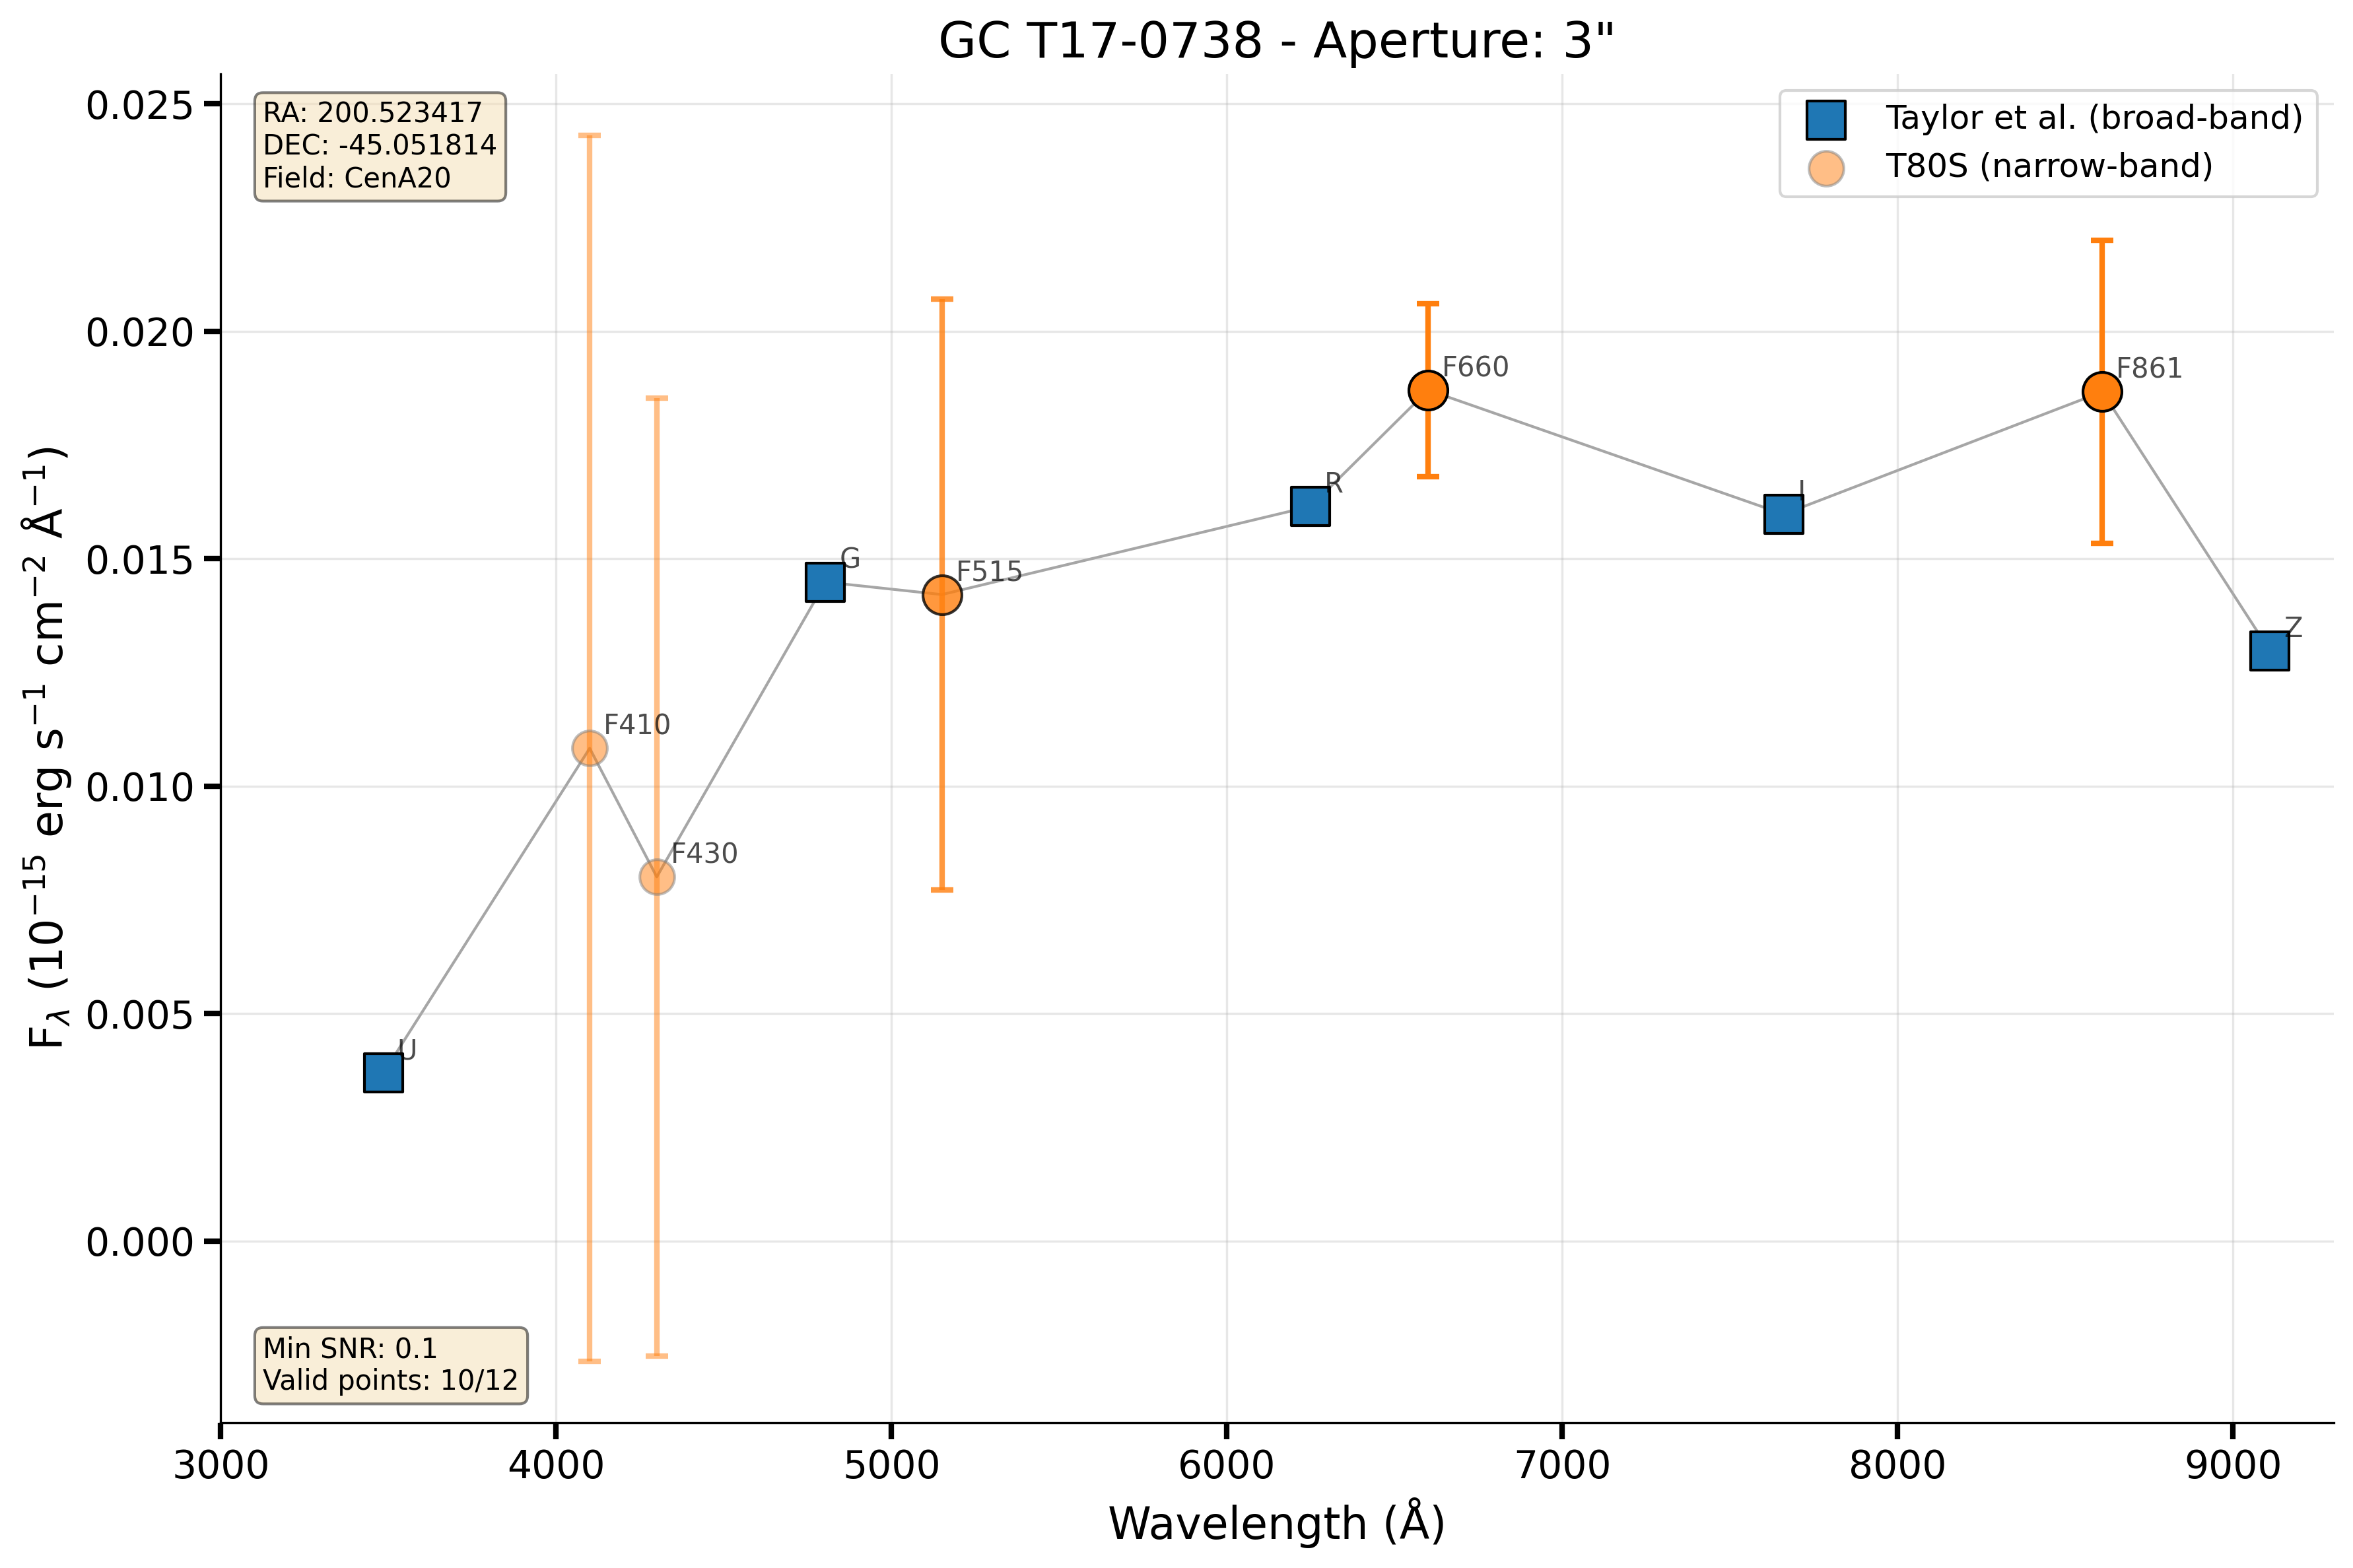 GC T17-0738 - Aperture: 3"
RA: 200.523417
DEC: -45.051814
Field: CenA20
Taylor et al. (broad-band)
T80S (narrow-band)
F$_λ$ (10$^{−15}$ erg s$^{−1}$ cm$^{−2}$ Å$^{−1}$)
0.025
0.020
0.015
0.010
0.005
0.000
U
F410
F430
G
F515
R
F660
I
F861
Z
Min SNR: 0.1
Valid points: 10/12
3000 4000 5000 6000 7000 8000 9000
Wavelength (Å)